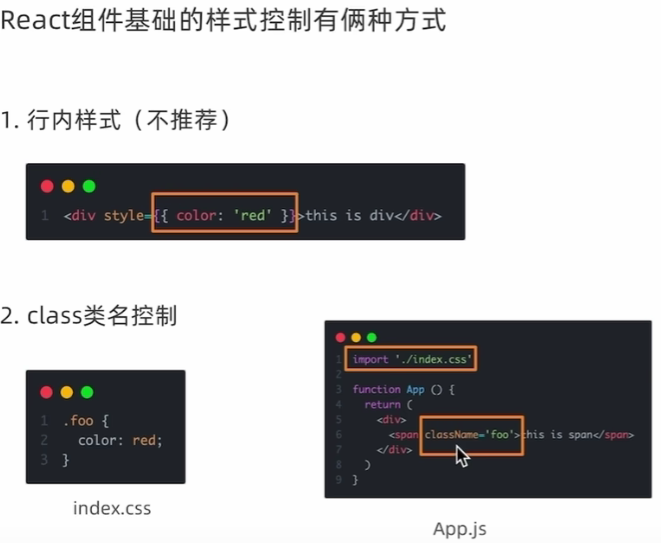 React组件基础的样式控制有俩种方式
1. 行内样式（不推荐）
1 <div style={{ color: 'red' }}>this is div</div>
2. class类名控制
1 .foo {
2   color: red;
3 }
index.css
1 import './index.css'
2
3 function App () {
4   return (
5     <div>
6       <span className='foo'>this is span</span>
7     </div>
8   )
9 }
App.js